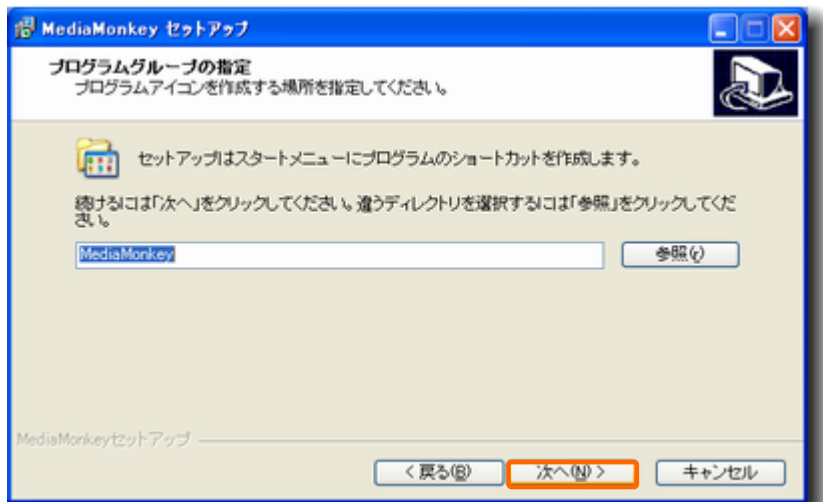 MediaMonkey セットアップ
プログラムグループの指定
プログラムアイコンを作成する場所を指定してください。
セットアップはスタートメニューにプログラムのショートカットを作成します。
続けるには「次へ」をクリックしてください。違うディレクトリを選択するには「参照」をクリックしてくだ
さい。
MediaMonkey
参照(r)
MediaMonkeyセットアップ
< 戻る(B)
次へ(N) >
キャンセル